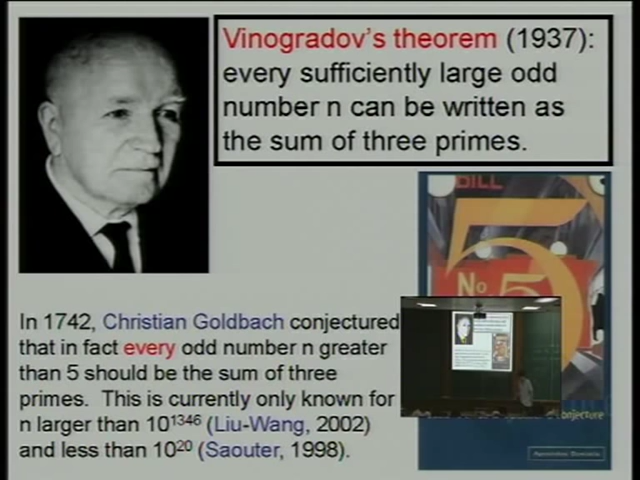 Vinogradov's theorem (1937):
every sufficiently large odd
number n can be written as
the sum of three primes.
BILL
5
No 5
In 1742, Christian Goldbach conjectured
that in fact every odd number n greater
than 5 should be the sum of three
primes. This is currently only known for
n larger than 10^1346 (Liu-Wang, 2002)
and less than 10^20 (Saouter, 1998).
Conjecture